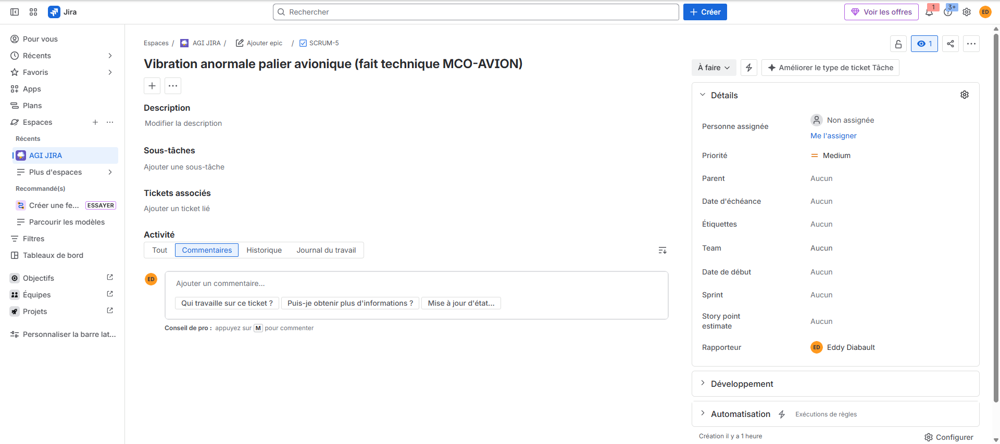 Jira
Rechercher
Créer
Voir les offres
1
3+
ED
Pour vous
Récents
Favoris
Apps
Plans
Espaces
Récents
AGI JIRA
Plus d'espaces
Recommandé(s)
Créer une fe... ESSAYER
Parcourir les modèles
Filtres
Tableaux de bord
Objectifs
Équipes
Projets
Personnaliser la barre lat...
Espaces / AGI JIRA / Ajouter epic / SCRUM-5
1
Vibration anormale palier avionique (fait technique MCO-AVION)
Description
Modifier la description
Sous-tâches
Ajouter une sous-tâche
Tickets associés
Ajouter un ticket lié
Activité
Tout Commentaires Historique Journal du travail
ED
Ajouter un commentaire...
Qui travaille sur ce ticket ? Puis-je obtenir plus d'informations ? Mise à jour d'état...
Conseil de pro : appuyez sur M pour commenter
À faire
Améliorer le type de ticket Tâche
Détails
Personne assignée Non assignée
Me l'assigner
Priorité Medium
Parent Aucun
Date d'échéance Aucun
Étiquettes Aucun
Team Aucun
Date de début Aucun
Sprint Aucun
Story point
estimate Aucun
Rapporteur ED Eddy Diabault
Développement
Automatisation Exécutions de règles
Création il y a 1 heure
Configurer